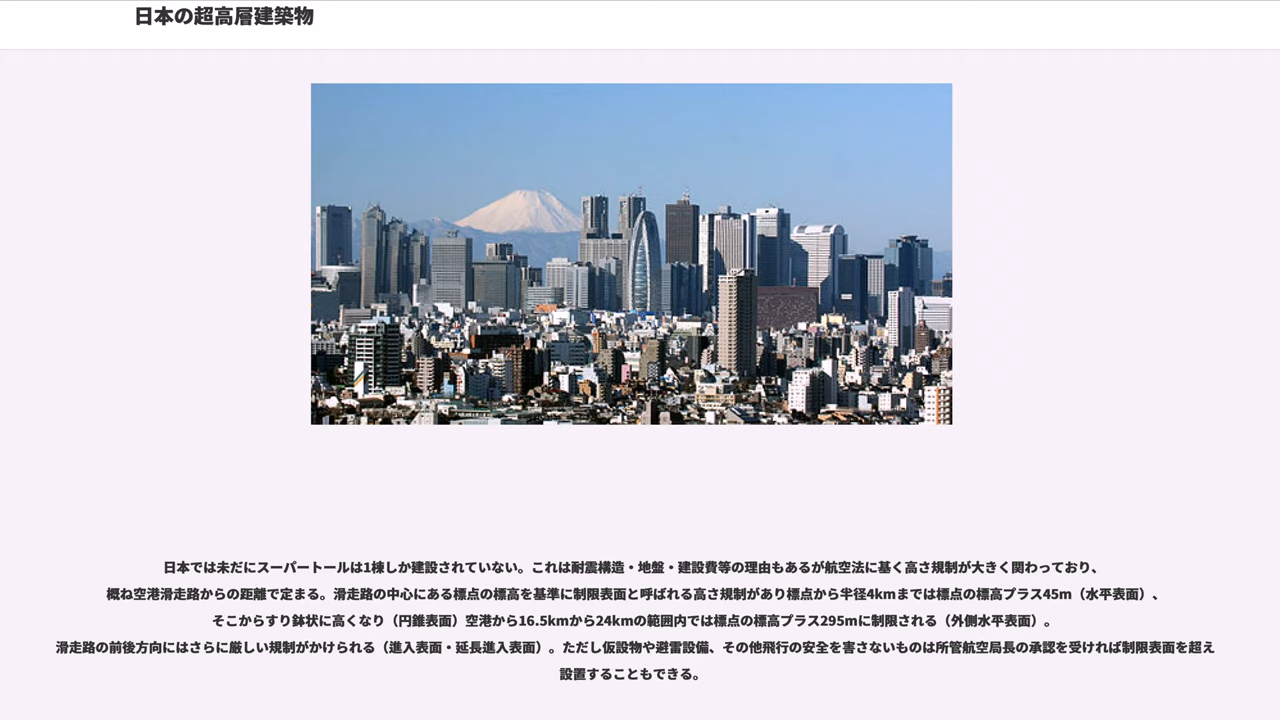 日本の超高層建築物
日本では未だにスーパートールは1棟しか建設されていない。これは耐震構造・地盤・建設費等の理由もあるが航空法に基く高さ規制が大きく関わっており、
概ね空港滑走路からの距離で定まる。滑走路の中心にある標点の標高を基準に制限表面と呼ばれる高さ規制があり標点から半径4kmまでは標点の標高プラス45m（水平表面）、
そこからすり鉢状に高くなり（円錐表面）空港から16.5kmから24kmの範囲内では標点の標高プラス295mに制限される（外側水平表面）。
滑走路の前後方向にはさらに厳しい規制がかけられる（進入表面・延長進入表面）。ただし仮設物や避雷設備、その他飛行の安全を害さないものは所管航空局長の承認を受ければ制限表面を超え
設置することもできる。